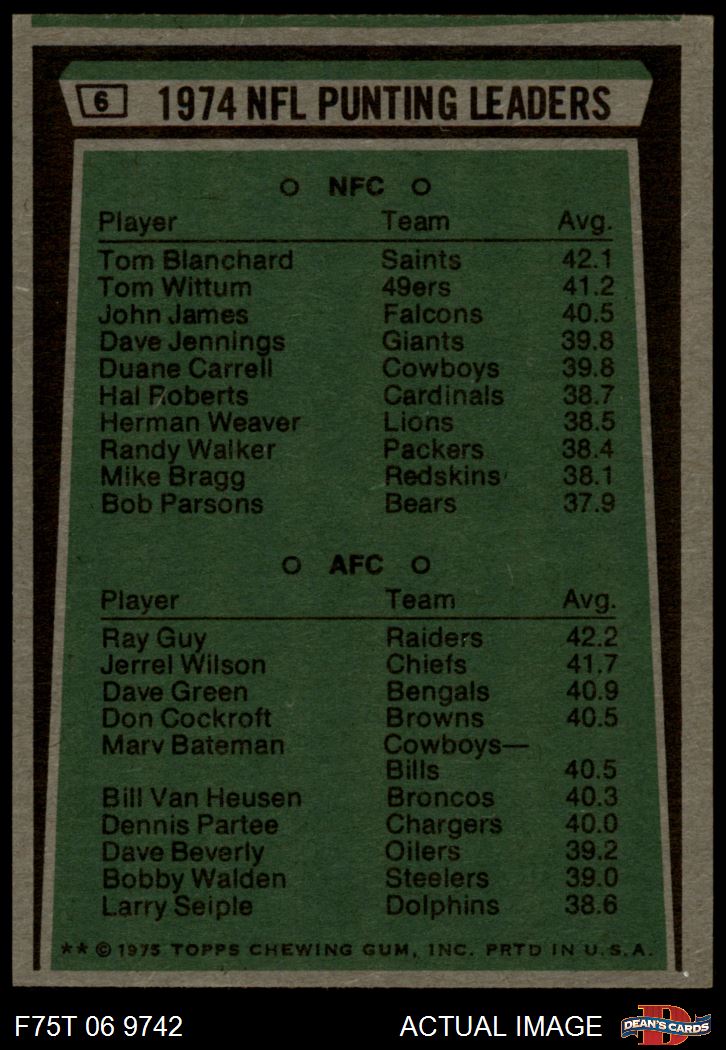 6 1974 NFL PUNTING LEADERS
NFC
Player Team Avg.
Tom Blanchard Saints 42.1
Tom Wittum 49ers 41.2
John James Falcons 40.5
Dave Jennings Giants 39.8
Duane Carrell Cowboys 39.8
Hal Roberts Cardinals 38.7
Herman Weaver Lions 38.5
Randy Walker Packers 38.4
Mike Bragg Redskins 38.1
Bob Parsons Bears 37.9
AFC
Player Team Avg.
Ray Guy Raiders 42.2
Jerrel Wilson Chiefs 41.7
Dave Green Bengals 40.9
Don Cockroft Browns 40.5
Marv Bateman Cowboys—
Bills 40.5
Bill Van Heusen Broncos 40.3
Dennis Partee Chargers 40.0
Dave Beverly Oilers 39.2
Bobby Walden Steelers 39.0
Larry Seiple Dolphins 38.6
** © 1975 TOPPS CHEWING GUM, INC. PRTD IN U.S.A.
F75T 06 9742 ACTUAL IMAGE D DEAN'S CARDS